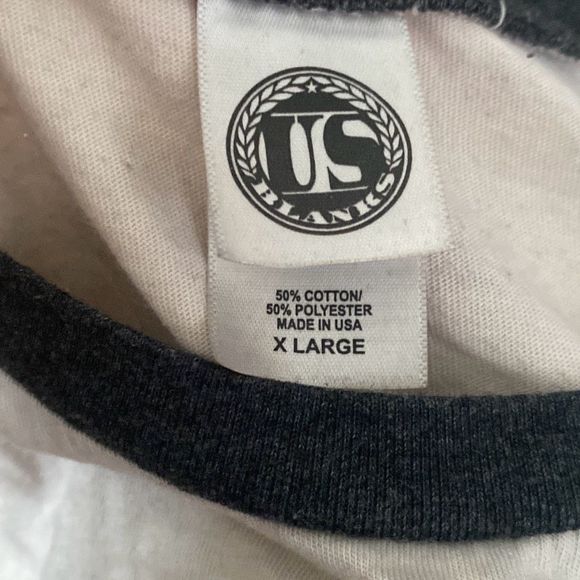 US
BLANKS
50% COTTON/
50% POLYESTER
MADE IN USA
X LARGE